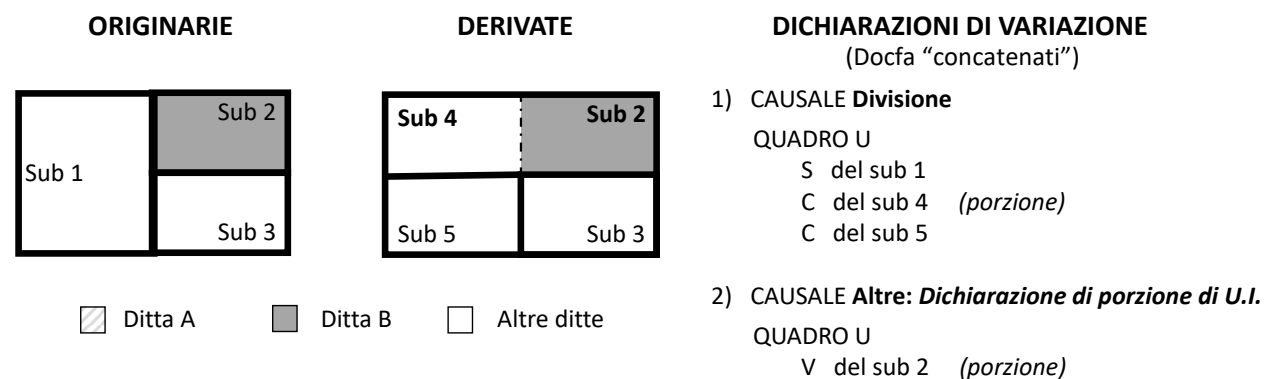 ORIGINARIE
DERIVATE
DICHIARAZIONI DI VARIAZIONE
(Docfa “concatenati”)
Sub 1
Sub 2
Sub 3
Sub 4
Sub 2
Sub 5
Sub 3
Ditta A
Ditta B
Altre ditte
1) CAUSALE Divisione
QUADRO U
S del sub 1
C del sub 4 (porzione)
C del sub 5
2) CAUSALE Altre: Dichiarazione di porzione di U.I.
QUADRO U
V del sub 2 (porzione)